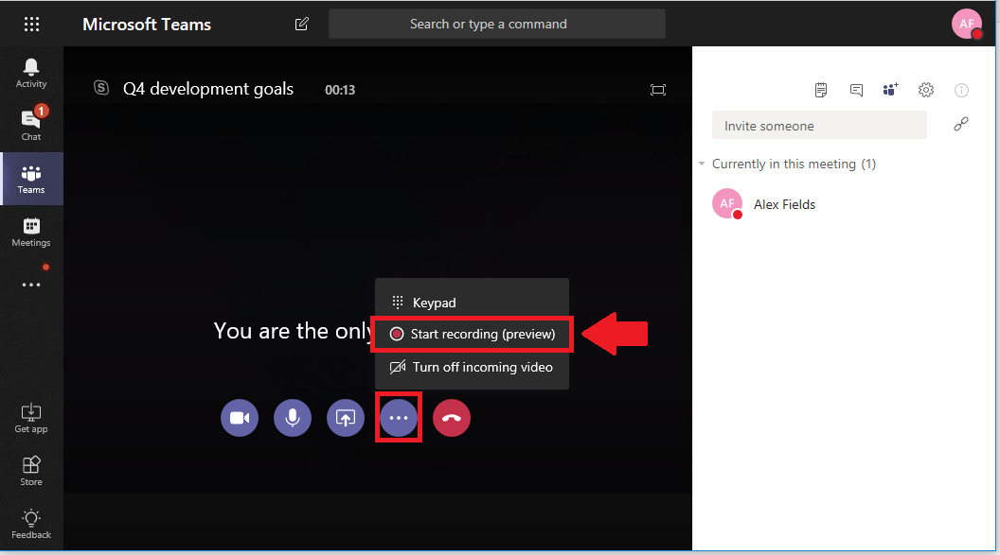 Microsoft Teams
Search or type a command
AF
Activity
1
Chat
Teams
Meetings
Get app
Store
Feedback
Q4 development goals
00:13
You are the only
Keypad
Start recording (preview)
Turn off incoming video
Invite someone
Currently in this meeting (1)
AF
Alex Fields